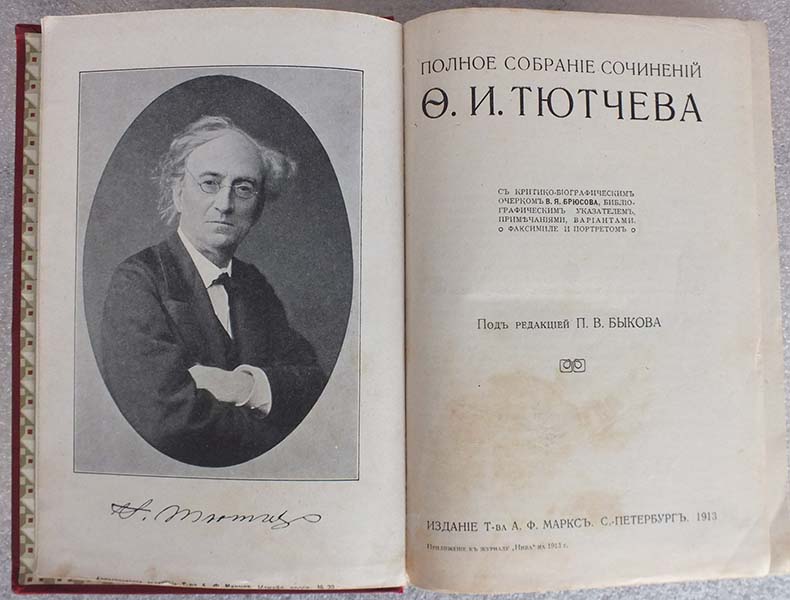 Ѳ. Тютчевъ
ПОЛНОЕ СОБРАНІЕ СОЧИНЕНІЙ
Ѳ. И. ТЮТЧЕВА
СЪ КРИТИКО-БІОГРАФИЧЕСКИМЪ
ОЧЕРКОМЪ В. Я. БРЮСОВА, БИБЛІО-
ГРАФИЧЕСКИМЪ УКАЗАТЕЛЕМЪ,
ПРИМѢЧАНІЯМИ, ВАРІАНТАМИ,
ФАКСИМИЛЕ И ПОРТРЕТОМЪ
ПОДЪ РЕДАКЦІЕЙ П. В. БЫКОВА
ИЗДАНІЕ Т-ВА А. Ф. МАРКСЪ. С.-ПЕТЕРБУРГЪ. 1913
Приложеніе къ журналу „Нива" на 1913 г.